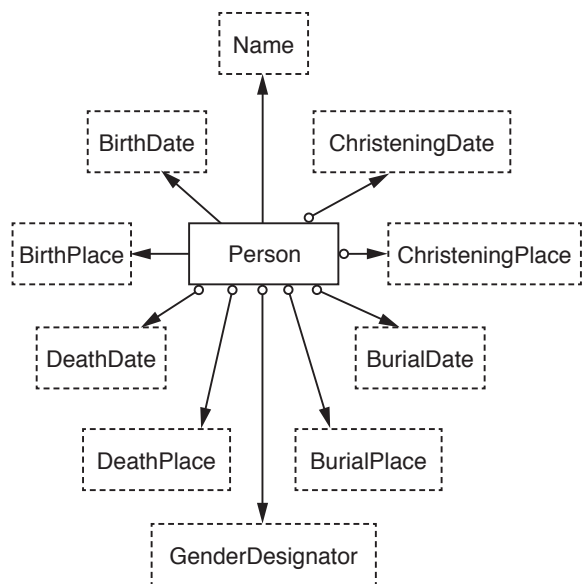 Name
BirthDate
ChristeningDate
BirthPlace
Person
ChristeningPlace
DeathDate
BurialDate
DeathPlace
BurialPlace
GenderDesignator